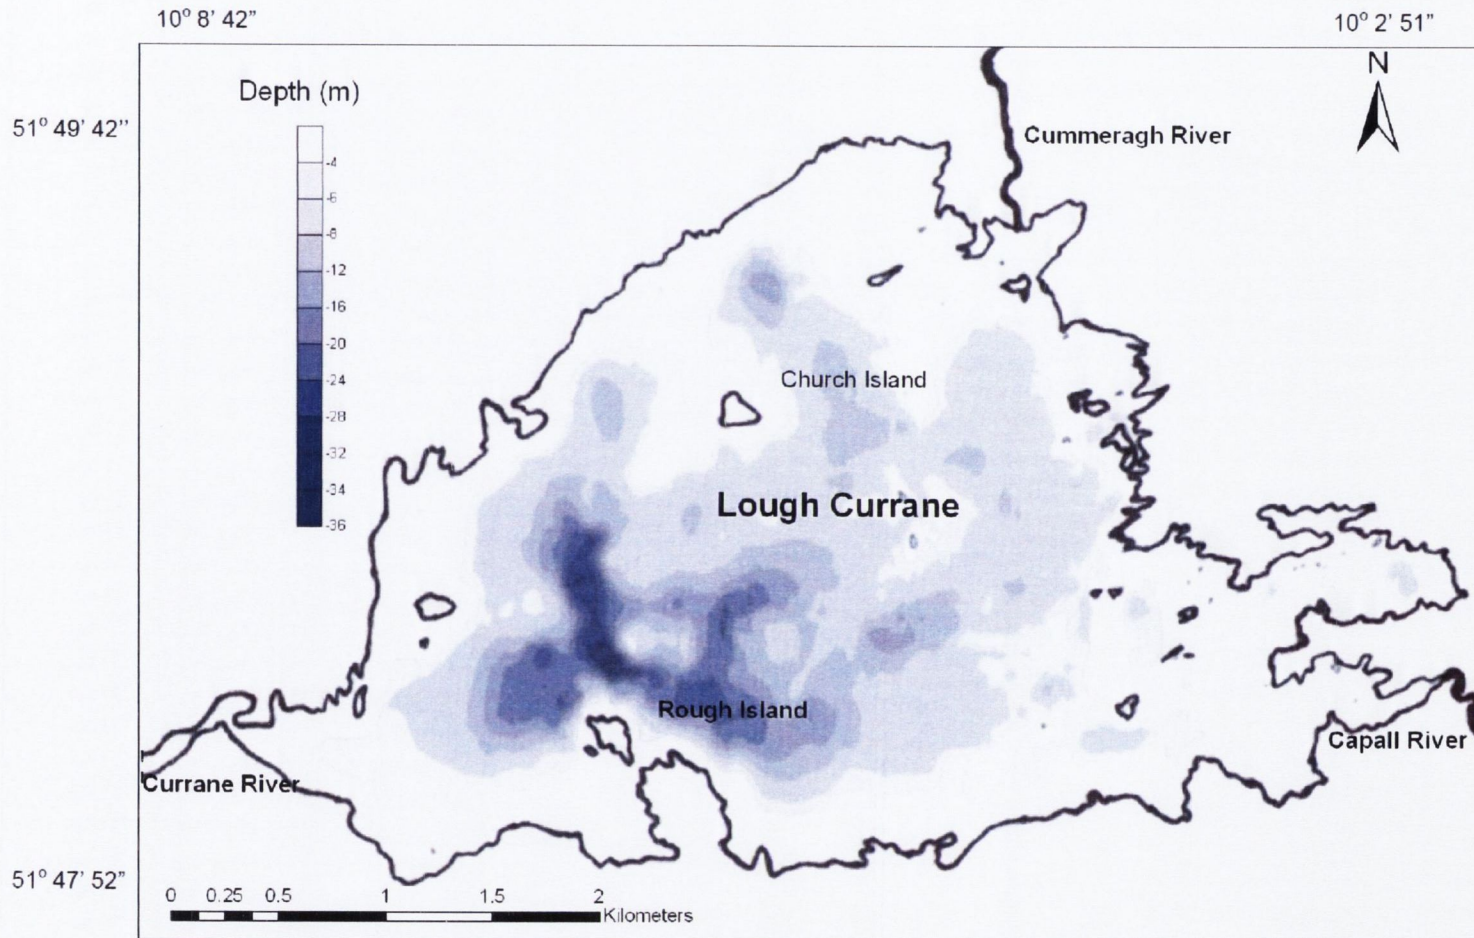 10° 8' 42"
10° 2' 51"
N
Depth (m)
51° 49' 42"
Cummeragh River
-4
-6
-8
-12
-16
-20
-24
-28
-32
-34
-36
Church Island
Lough Currane
Rough Island
Capall River
Currane River
51° 47' 52"
0 0.25 0.5 1 1.5 2
Kilometers